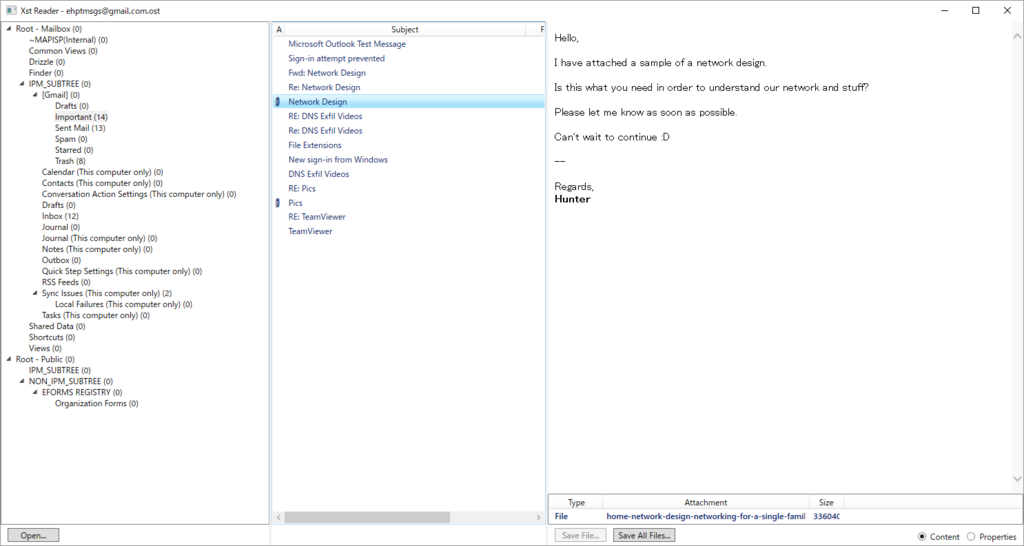 Xst Reader - ehptmsgs@gmail.com.ost
Root - Mailbox (0)
~MAPISP(Internal) (0)
Common Views (0)
Drizzle (0)
Finder (0)
IPM_SUBTREE (0)
[Gmail] (0)
Drafts (0)
Important (14)
Sent Mail (13)
Spam (0)
Starred (0)
Trash (8)
Calendar (This computer only) (0)
Contacts (This computer only) (0)
Conversation Action Settings (This computer only) (0)
Drafts (0)
Inbox (12)
Journal (0)
Journal (This computer only) (0)
Notes (This computer only) (0)
Outbox (0)
Quick Step Settings (This computer only) (0)
RSS Feeds (0)
Sync Issues (This computer only) (2)
Local Failures (This computer only) (0)
Tasks (This computer only) (0)
Shared Data (0)
Shortcuts (0)
Views (0)
Root - Public (0)
IPM_SUBTREE (0)
NON_IPM_SUBTREE (0)
EFORMS REGISTRY (0)
Organization Forms (0)
Open...
A Subject F
Microsoft Outlook Test Message
Sign-in attempt prevented
Fwd: Network Design
Re: Network Design
Network Design
RE: DNS Exfil Videos
Re: DNS Exfil Videos
File Extensions
New sign-in from Windows
DNS Exfil Videos
RE: Pics
Pics
RE: TeamViewer
TeamViewer
Hello,
I have attached a sample of a network design.
Is this what you need in order to understand our network and stuff?
Please let me know as soon as possible.
Can't wait to continue :D
--
Regards,
Hunter
Type Attachment Size
File home-network-design-networking-for-a-single-famil 336040
Save File... Save All Files... Content Properties